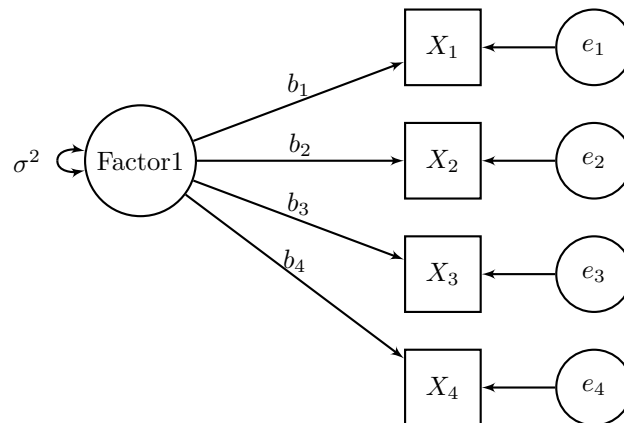 X₁
e₁
b₁
σ²
Factor1
b₂
X₂
e₂
b₃
X₃
e₃
b₄
X₄
e₄